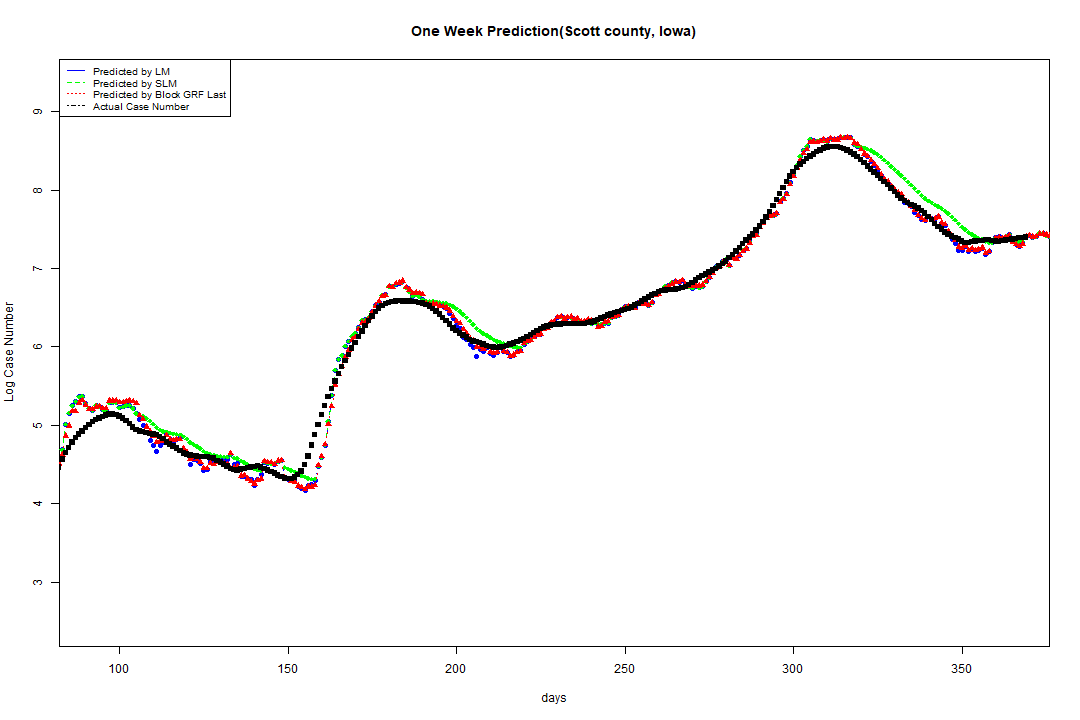 One Week Prediction(Scott county, Iowa)
Predicted by LM
Predicted by SLM
Predicted by Block GRF Last
Actual Case Number
Log Case Number
9
8
7
6
5
4
3
100 150 200 250 300 350
days